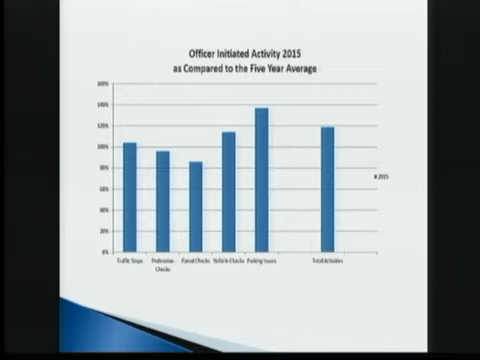 Officer Initiated Activity 2015
as Compared to the Five Year Average
160%
140%
120%
100%
80%
60%
40%
20%
0%
2015
Traffic Stops
Pedestrian
Checks
Patrol Checks
Vehicle Checks
Parking Issues
Total Activities